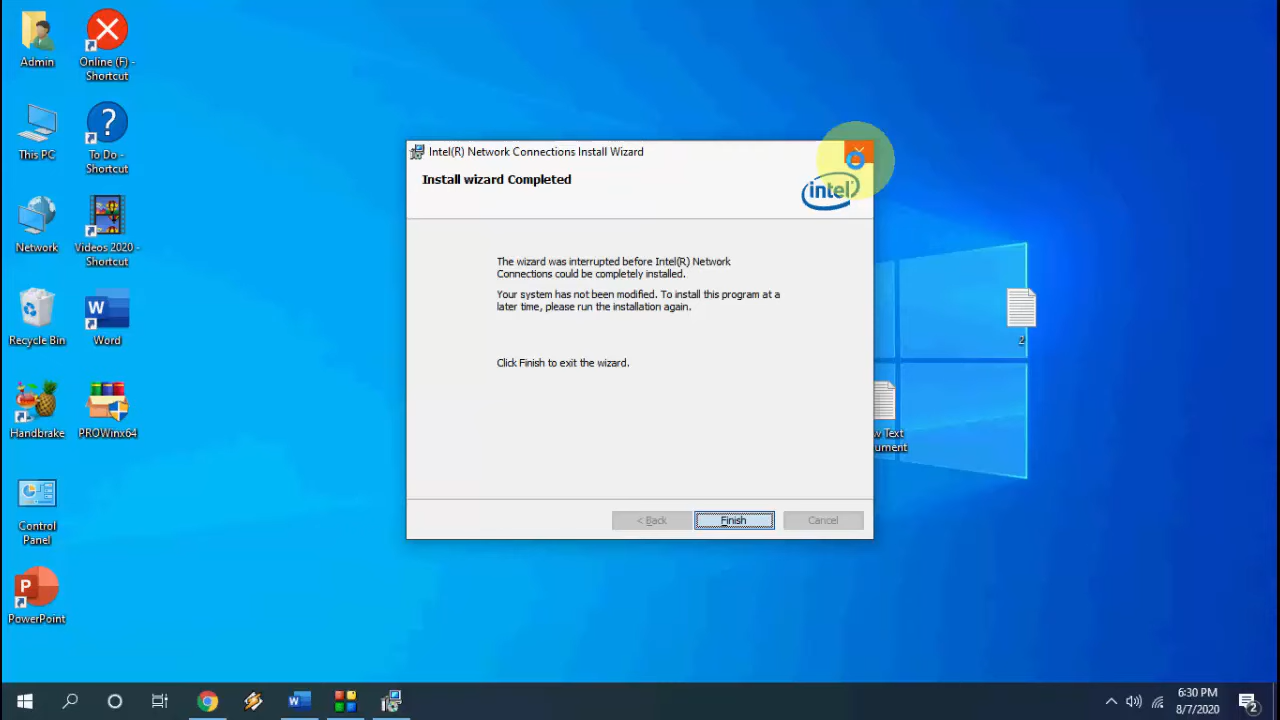 Admin
Online (F) -
Shortcut
This PC
To Do -
Shortcut
Network
Videos 2020 -
Shortcut
Recycle Bin
W
Word
Handbrake
PROWinx64
Control
Panel
P
PowerPoint
Intel(R) Network Connections Install Wizard
Install wizard Completed
intel
The wizard was interrupted before Intel(R) Network
Connections could be completely installed.
Your system has not been modified. To install this program at a
later time, please run the installation again.
Click Finish to exit the wizard.
< Back
Finish
Cancel
2
6:30 PM
8/7/2020
2